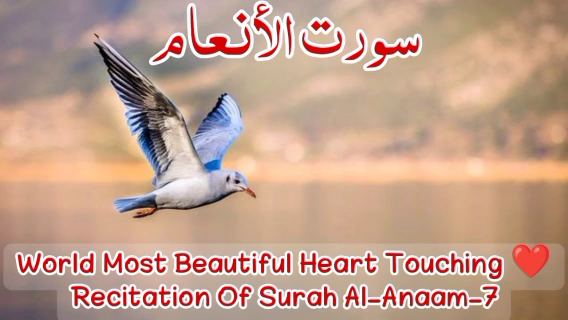 سورت الأنعام
World Most Beautiful Heart Touching ❤️
Recitation Of Surah Al-Anaam-7